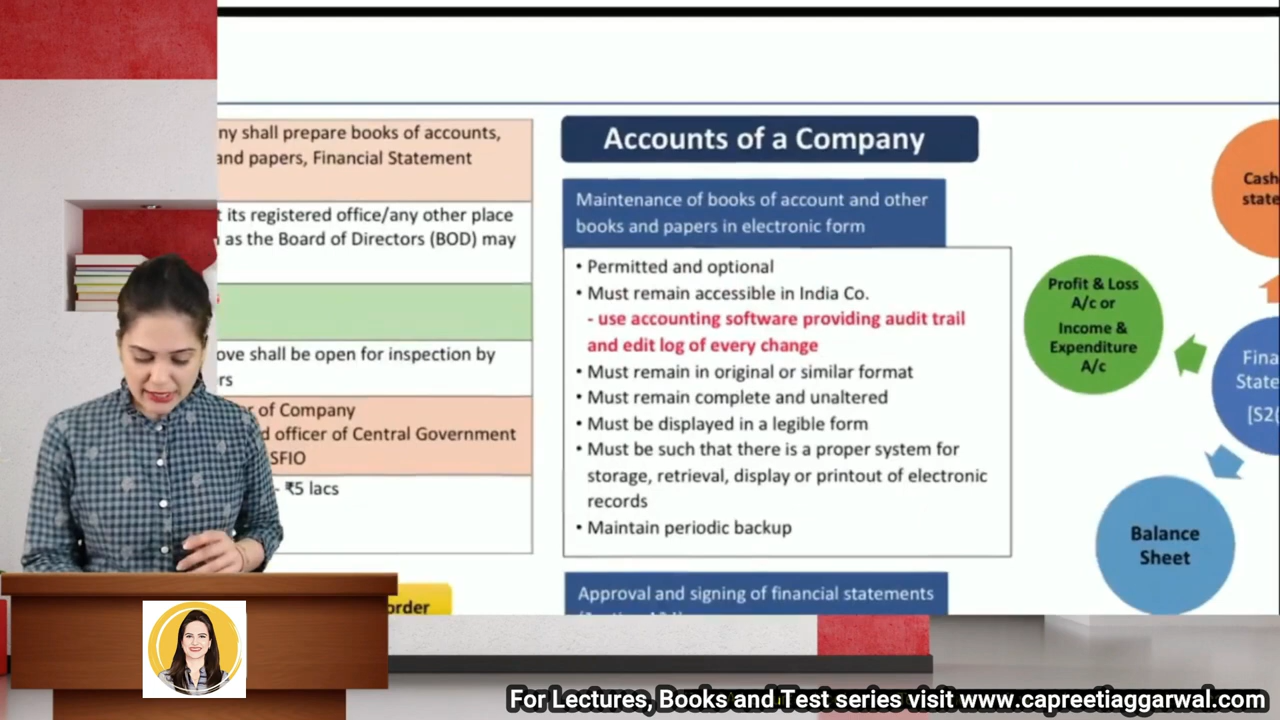 ny shall prepare books of accounts,
and papers, Financial Statement
t its registered office/any other place
as the Board of Directors (BOD) may
ove shall be open for inspection by
rs
r of Company
d officer of Central Government
SFIO
- ₹5 lacs
order
Accounts of a Company
Maintenance of books of account and other
books and papers in electronic form
• Permitted and optional
• Must remain accessible in India Co.
- use accounting software providing audit trail
and edit log of every change
• Must remain in original or similar format
• Must remain complete and unaltered
• Must be displayed in a legible form
• Must be such that there is a proper system for
storage, retrieval, display or printout of electronic
records
• Maintain periodic backup
Approval and signing of financial statements
Cash
state
Profit & Loss
A/c or
Income &
Expenditure
A/c
Fina
State
Balance
Sheet
For Lectures, Books and Test series visit www.capreetiaggarwal.com